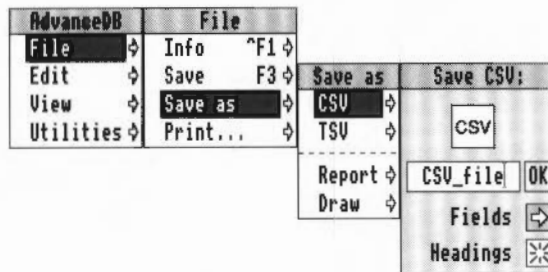 AdvanceDB
File
Edit
View
Utilities
File
Info ^F1
Save F3
Save as
Print...
Save as
CSV
TSV
Report
Draw
Save CSV:
CSV
CSV_file OK
Fields
Headings